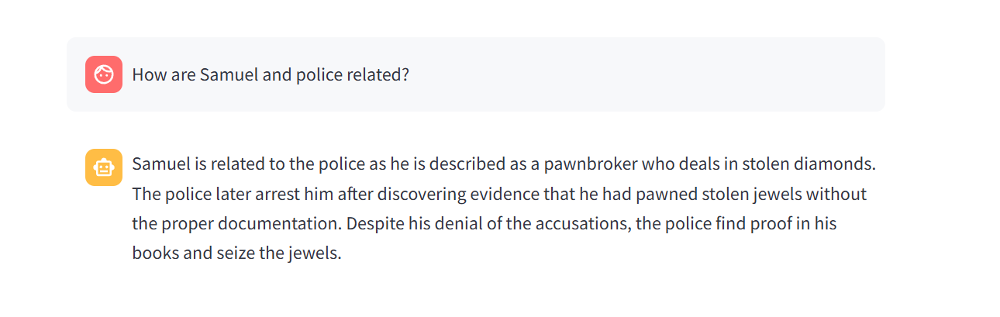 How are Samuel and police related?
Samuel is related to the police as he is described as a pawnbroker who deals in stolen diamonds.
The police later arrest him after discovering evidence that he had pawned stolen jewels without
the proper documentation. Despite his denial of the accusations, the police find proof in his
books and seize the jewels.